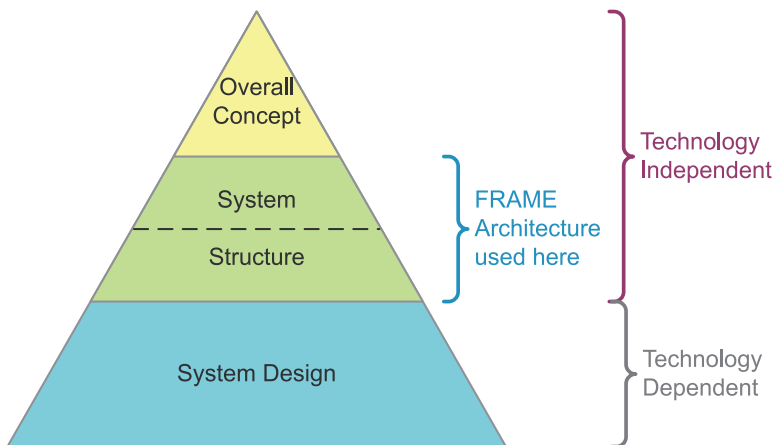 Overall
Concept
System
Structure
System Design
FRAME
Architecture
used here
Technology
Independent
Technology
Dependent